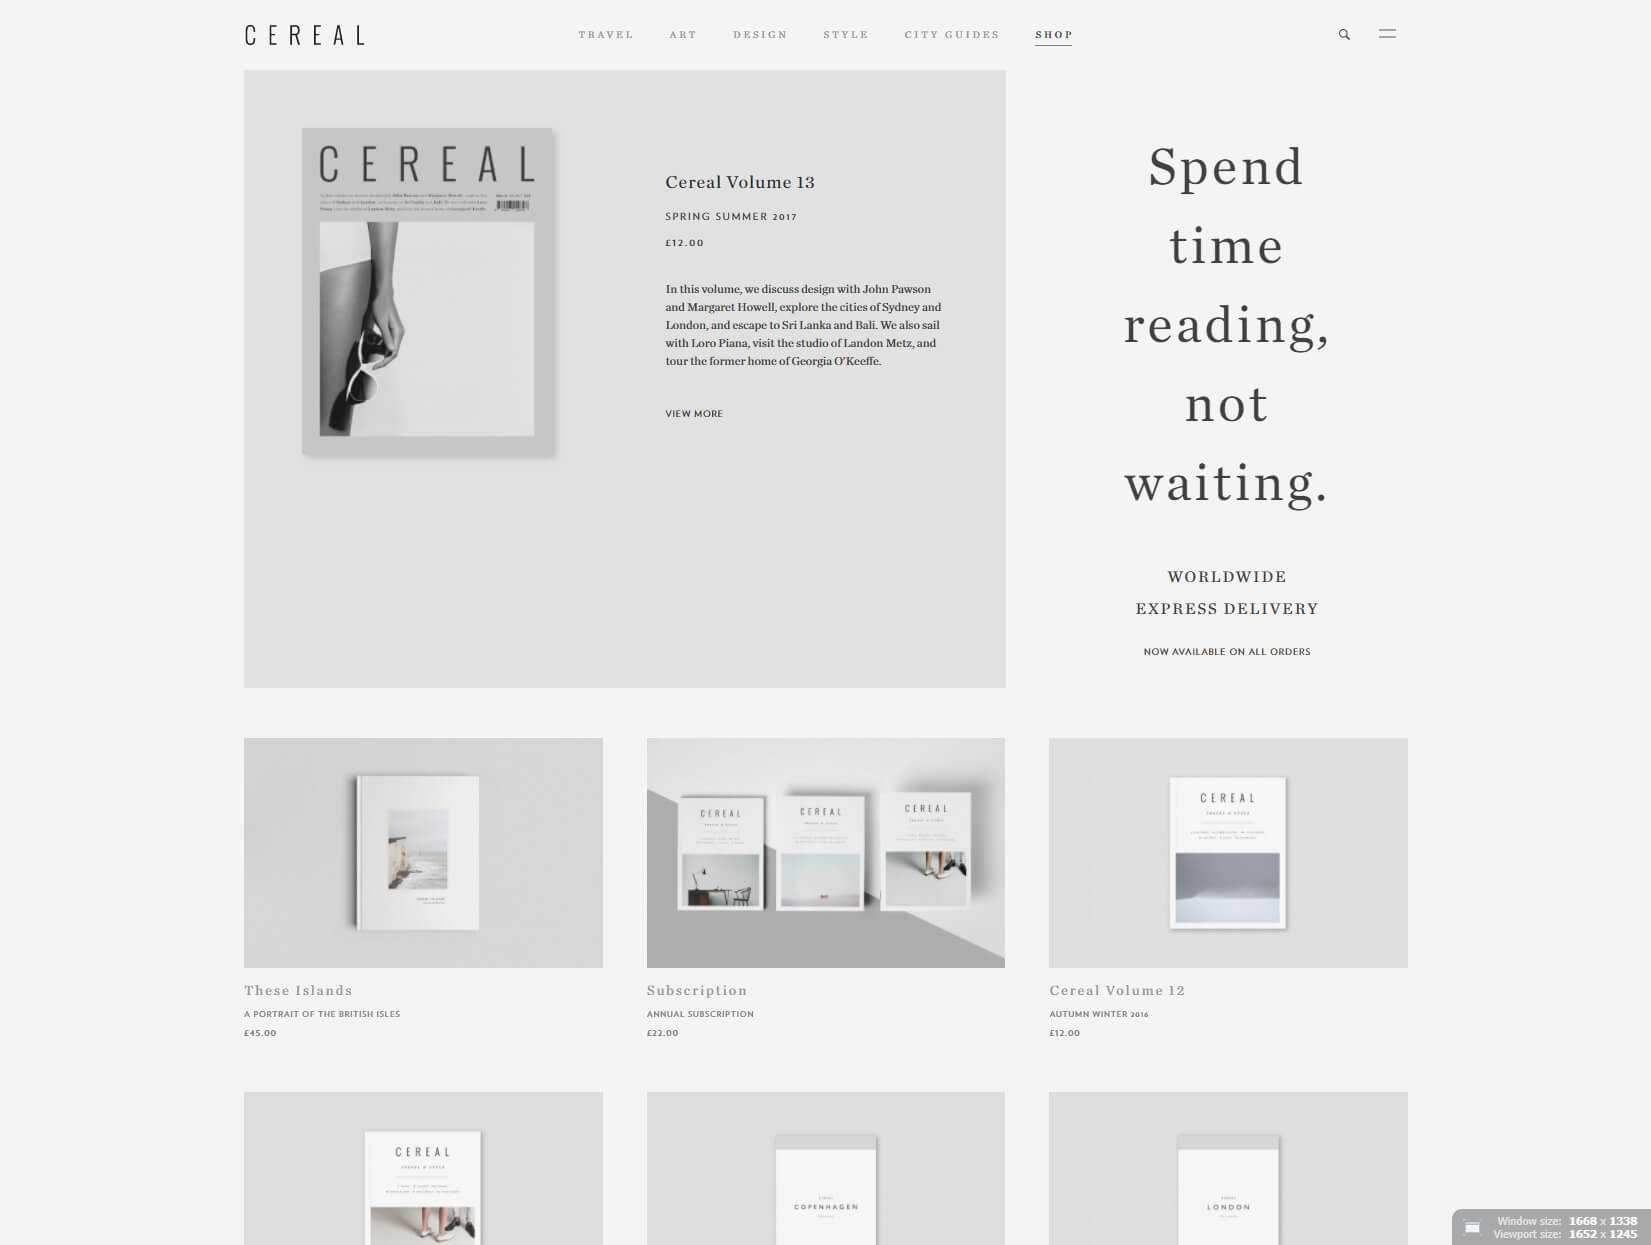 CEREAL
TRAVEL ART DESIGN STYLE CITY GUIDES SHOP
CEREAL
Cereal Volume 13
SPRING SUMMER 2017
£12.00
In this volume, we discuss design with John Pawson
and Margaret Howell, explore the cities of Sydney and
London, and escape to Sri Lanka and Bali. We also sail
with Loro Piana, visit the studio of Landon Metz, and
tour the former home of Georgia O'Keeffe.
VIEW MORE
Spend
time
reading,
not
waiting.
WORLDWIDE
EXPRESS DELIVERY
NOW AVAILABLE ON ALL ORDERS
CEREAL
CEREAL
CEREAL
CEREAL
These Islands
A PORTRAIT OF THE BRITISH ISLES
£45.00
Subscription
ANNUAL SUBSCRIPTION
£22.00
Cereal Volume 12
AUTUMN WINTER 2016
£12.00
CEREAL
COPENHAGEN
LONDON
Window size: 1668 x 1338
Viewport size: 1652 x 1245